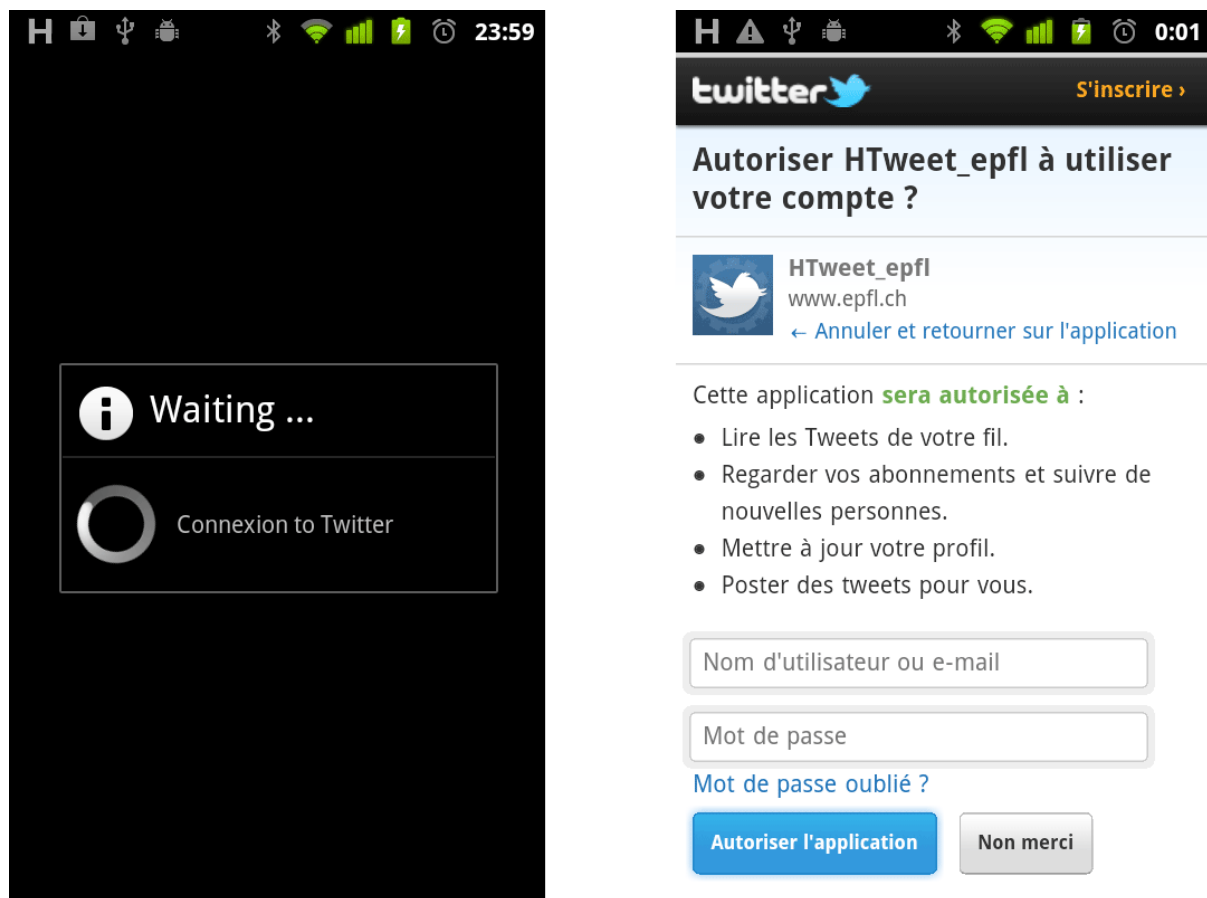 H 23:59
Waiting ...
Connexion to Twitter
H 0:01
twitter S'inscrire ›
Autoriser HTweet_epfl à utiliser
votre compte ?
HTweet_epfl
www.epfl.ch
← Annuler et retourner sur l'application
Cette application sera autorisée à :
• Lire les Tweets de votre fil.
• Regarder vos abonnements et suivre de
nouvelles personnes.
• Mettre à jour votre profil.
• Poster des tweets pour vous.
Nom d'utilisateur ou e-mail
Mot de passe
Mot de passe oublié ?
Autoriser l'application Non merci